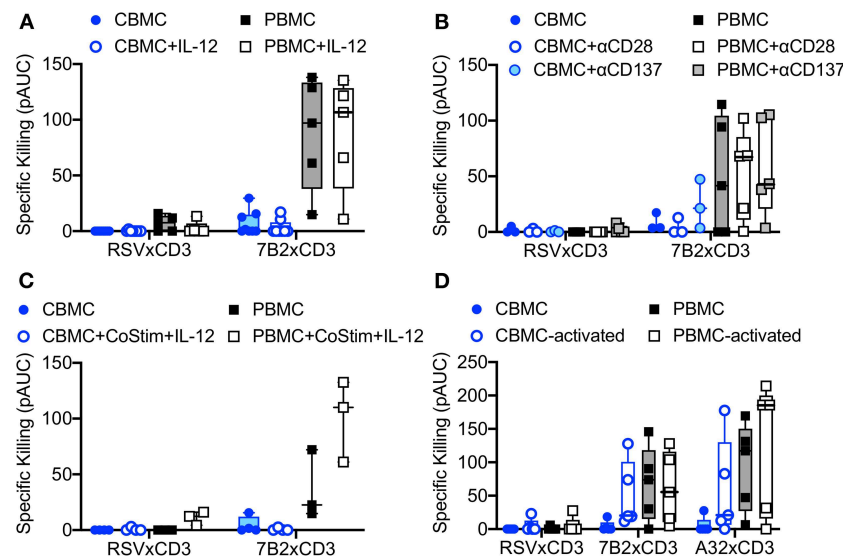 A
CBMC
PBMC
CBMC+IL-12
PBMC+IL-12
Specific Killing (pAUC)
150
100
50
0
RSVxCD3
7B2xCD3
B
CBMC
PBMC
CBMC+αCD28
PBMC+αCD28
CBMC+αCD137
PBMC+αCD137
Specific Killing (pAUC)
150
100
50
0
RSVxCD3
7B2xCD3
C
CBMC
PBMC
CBMC+CoStim+IL-12
PBMC+CoStim+IL-12
Specific Killing (pAUC)
150
100
50
0
RSVxCD3
7B2xCD3
D
CBMC
PBMC
CBMC-activated
PBMC-activated
Specific Killing (pAUC)
250
200
150
100
50
0
RSVxCD3
7B2xCD3
A32xCD3